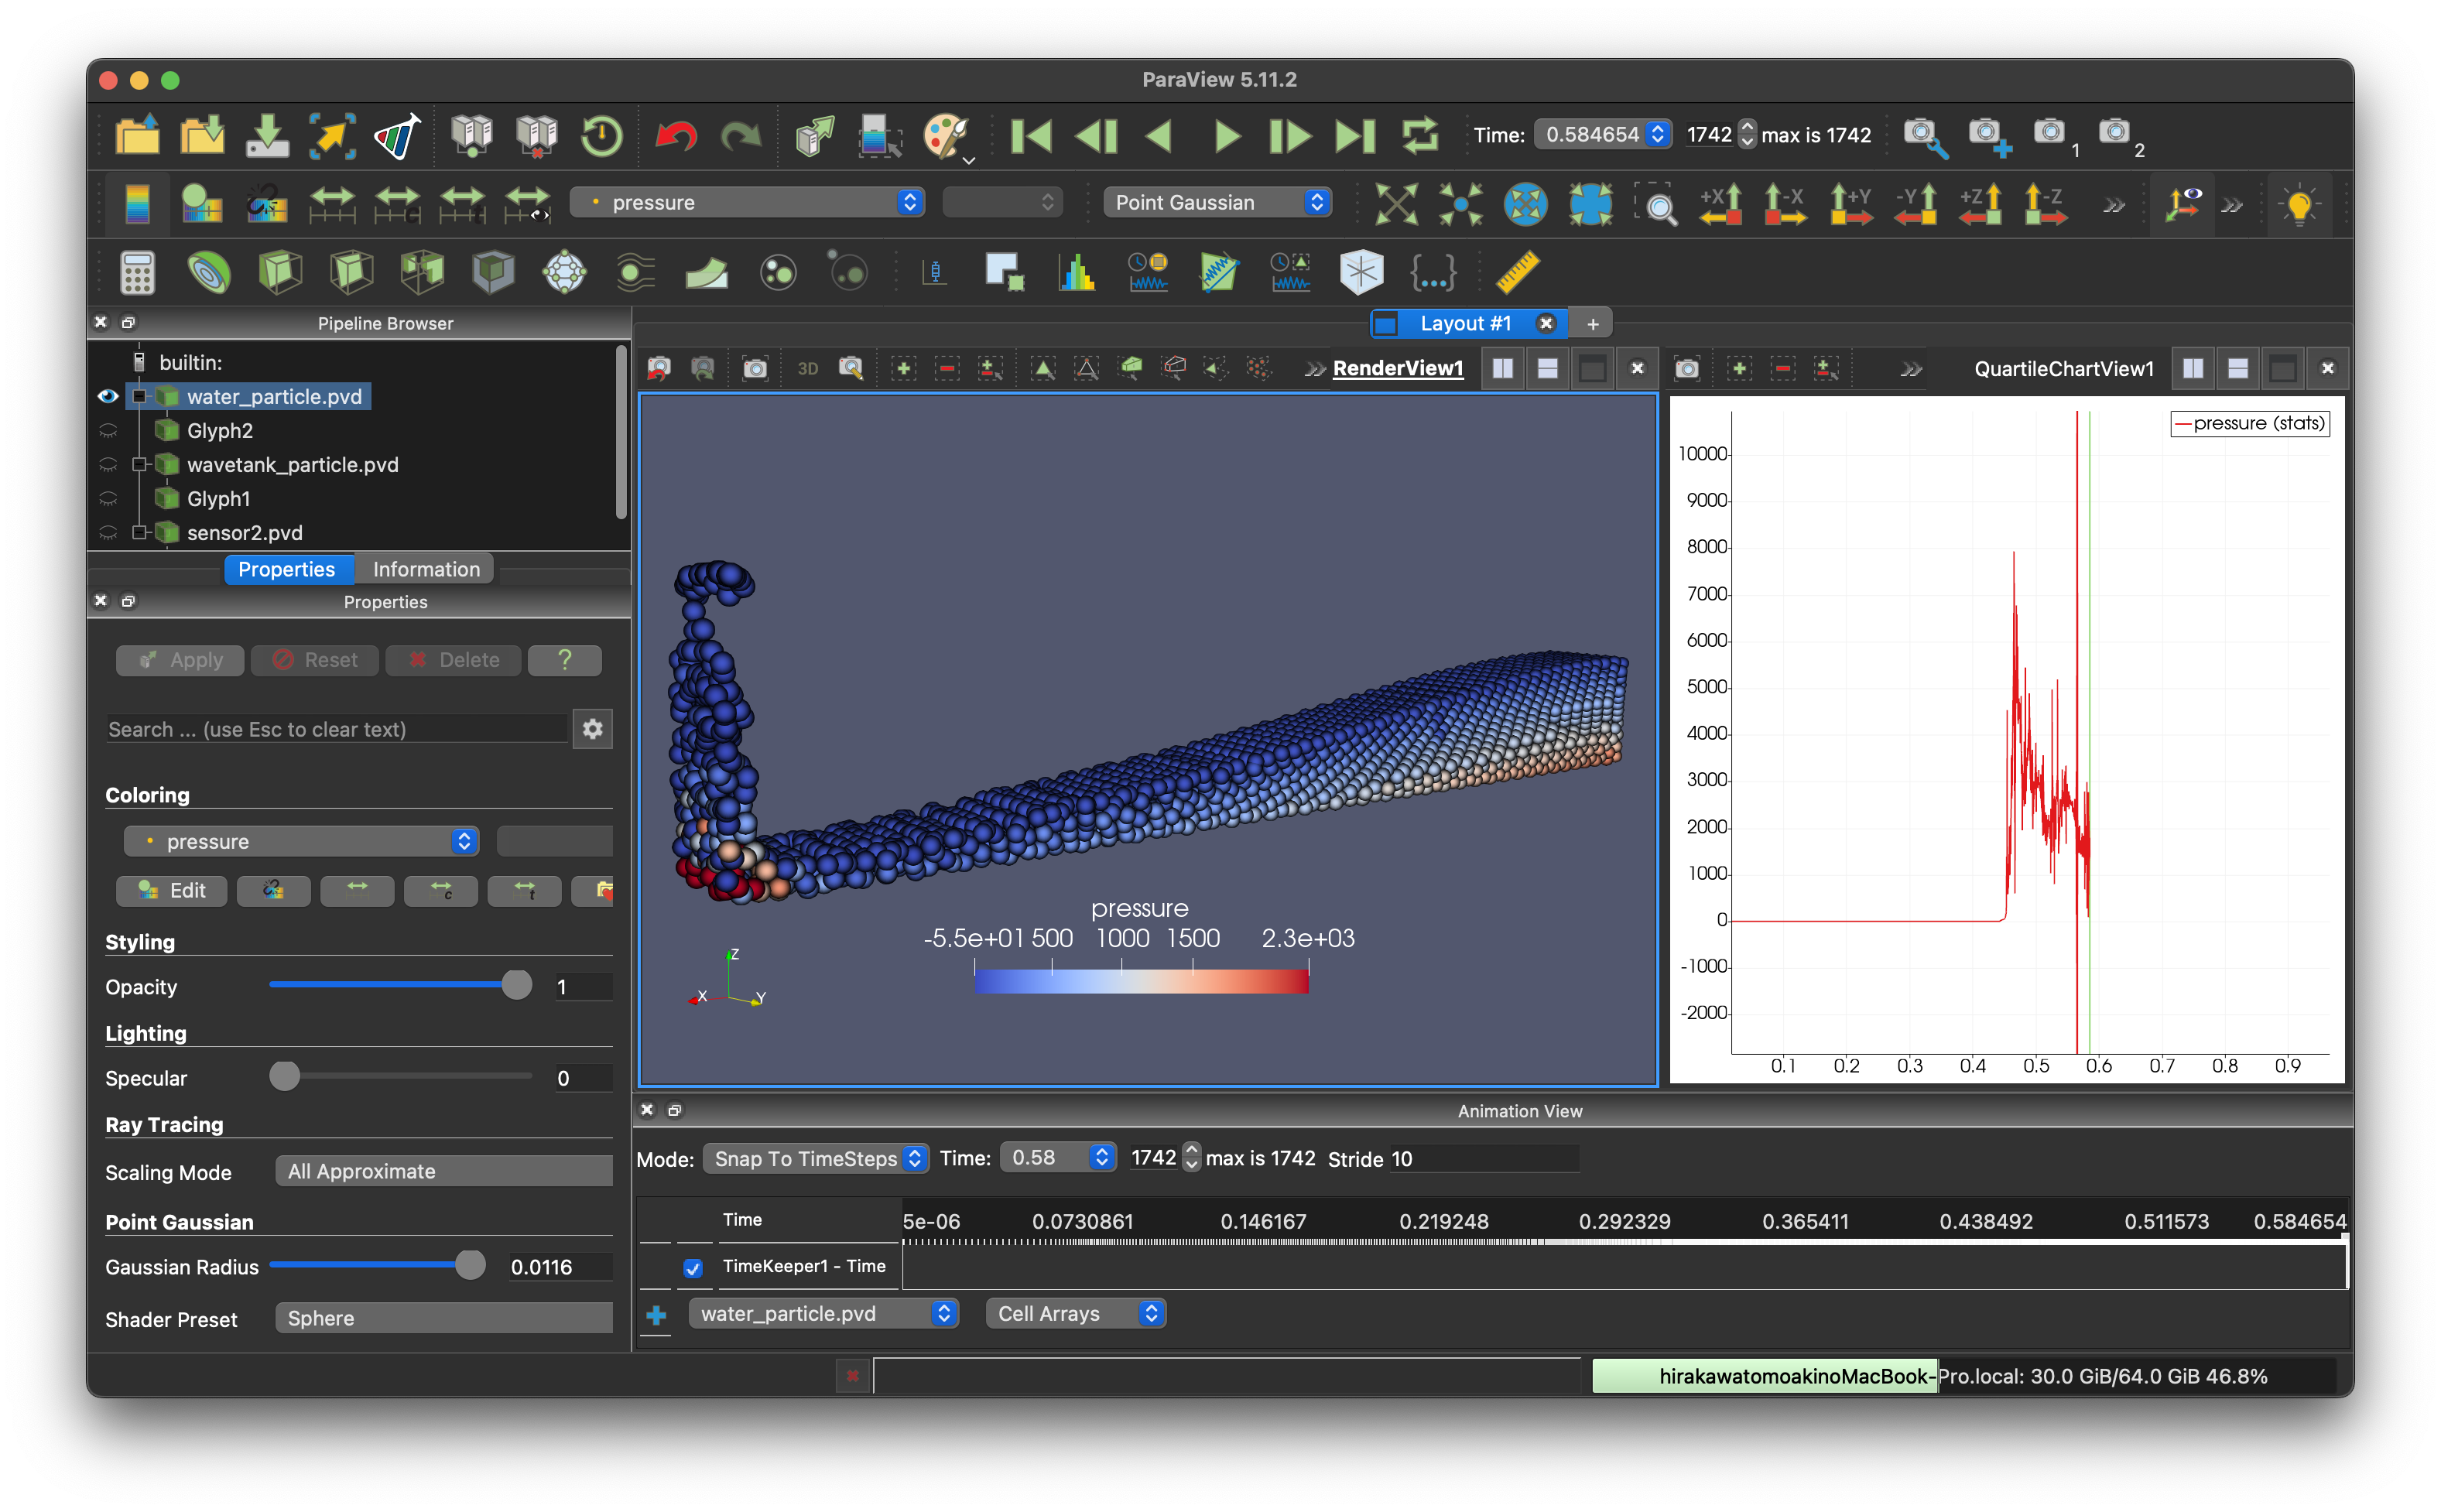 ParaView 5.11.2
Time: 0.584654 1742 max is 1742
1 2
pressure Point Gaussian +X -X +Y -Y +Z -Z
Pipeline Browser
builtin:
water_particle.pvd
Glyph2
wavetank_particle.pvd
Glyph1
sensor2.pvd
Properties Information
Properties
Apply Reset Delete ?
Search ... (use Esc to clear text)
Coloring
pressure
Edit c t
Styling
Opacity 1
Lighting
Specular 0
Ray Tracing
Scaling Mode All Approximate
Point Gaussian
Gaussian Radius 0.0116
Shader Preset Sphere
Layout #1 +
3D RenderView1
QuartileChartView1
pressure
-5.5e+01 500 1000 1500 2.3e+03
Z
X Y
pressure (stats)
10000
9000
8000
7000
6000
5000
4000
3000
2000
1000
0
-1000
-2000
0.1 0.2 0.3 0.4 0.5 0.6 0.7 0.8 0.9
Animation View
Mode: Snap To TimeSteps Time: 0.58 1742 max is 1742 Stride 10
Time 5e-06 0.0730861 0.146167 0.219248 0.292329 0.365411 0.438492 0.511573 0.584654
TimeKeeper1 - Time
water_particle.pvd Cell Arrays
hirakawatomoakinoMacBook-Pro.local: 30.0 GiB/64.0 GiB 46.8%